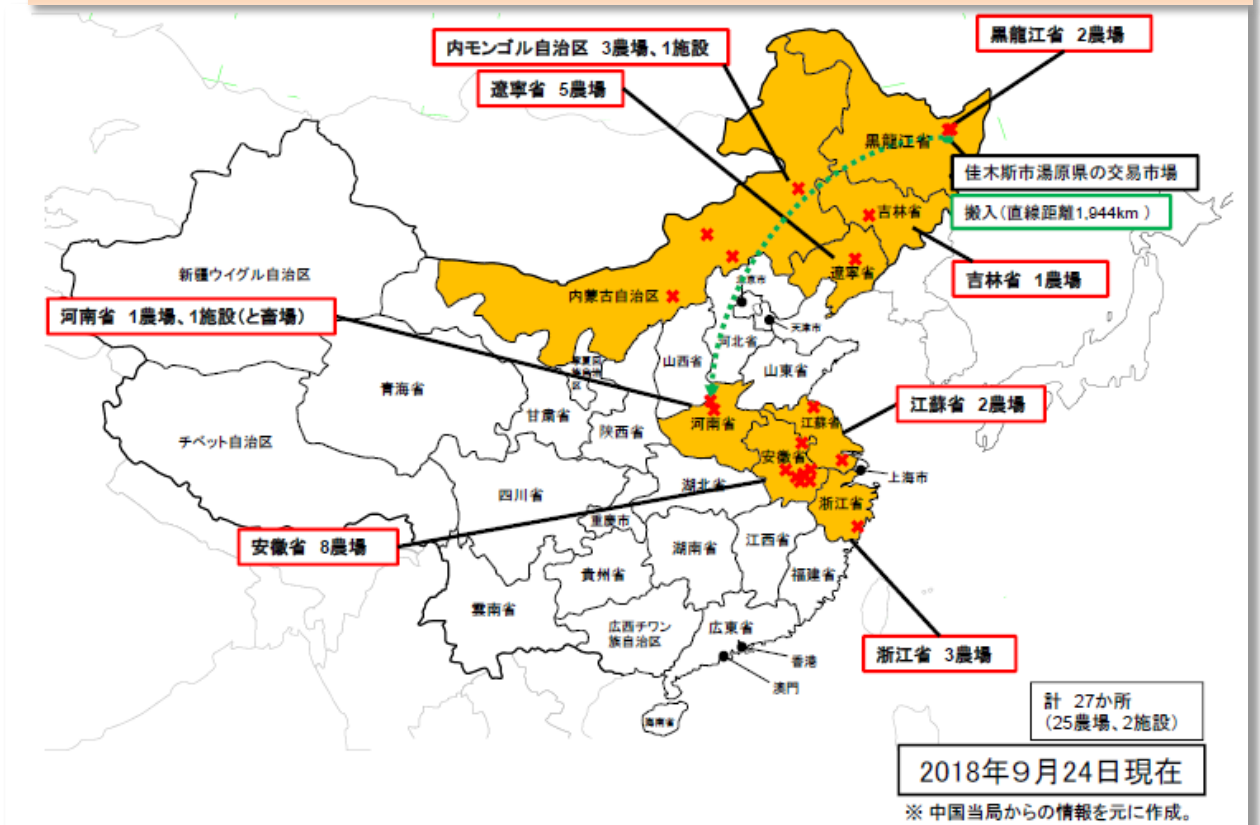 内モンゴル自治区 3農場、1施設
黒龍江省 2農場
遼寧省 5農場
黒龍江省
佳木斯市湯原県の交易市場
搬入(直線距離1,944km )
吉林省
吉林省 1農場
新疆ウイグル自治区
遼寧省
内蒙古自治区
河南省 1農場、1施設(と畜場)
天津市
河北省
山西省
山東省
青海省
甘粛省
陝西省
河南省
江蘇省
江蘇省 2農場
チベット自治区
安徽省
上海市
四川省
湖北省
浙江省
重慶市
安徽省 8農場
湖南省
江西省
貴州省
福建省
雲南省
広西チワン
族自治区
広東省
浙江省 3農場
香港
澳門
海南省
計 27か所
(25農場、2施設)
2018年9月24日現在
※ 中国当局からの情報を元に作成。